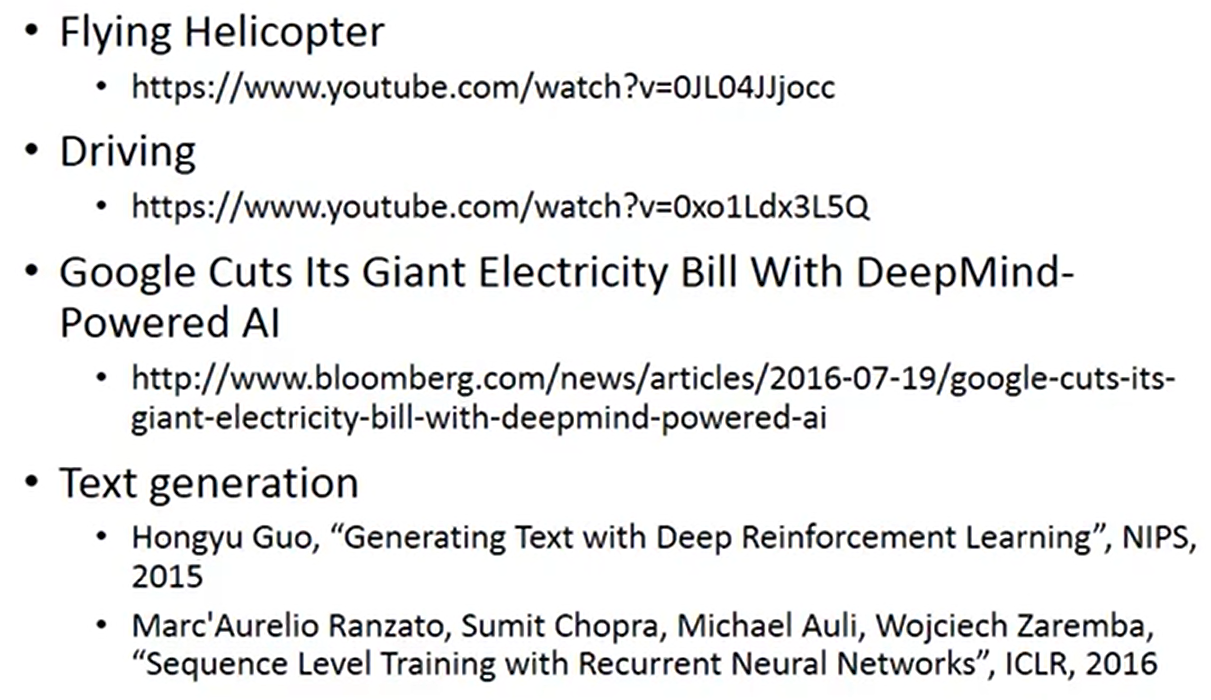 • Flying Helicopter
• https://www.youtube.com/watch?v=0JL04JJjocc
• Driving
• https://www.youtube.com/watch?v=0xo1Ldx3L5Q
• Google Cuts Its Giant Electricity Bill With DeepMind-
Powered AI
• http://www.bloomberg.com/news/articles/2016-07-19/google-cuts-its-
giant-electricity-bill-with-deepmind-powered-ai
• Text generation
• Hongyu Guo, “Generating Text with Deep Reinforcement Learning”, NIPS,
2015
• Marc'Aurelio Ranzato, Sumit Chopra, Michael Auli, Wojciech Zaremba,
“Sequence Level Training with Recurrent Neural Networks”, ICLR, 2016